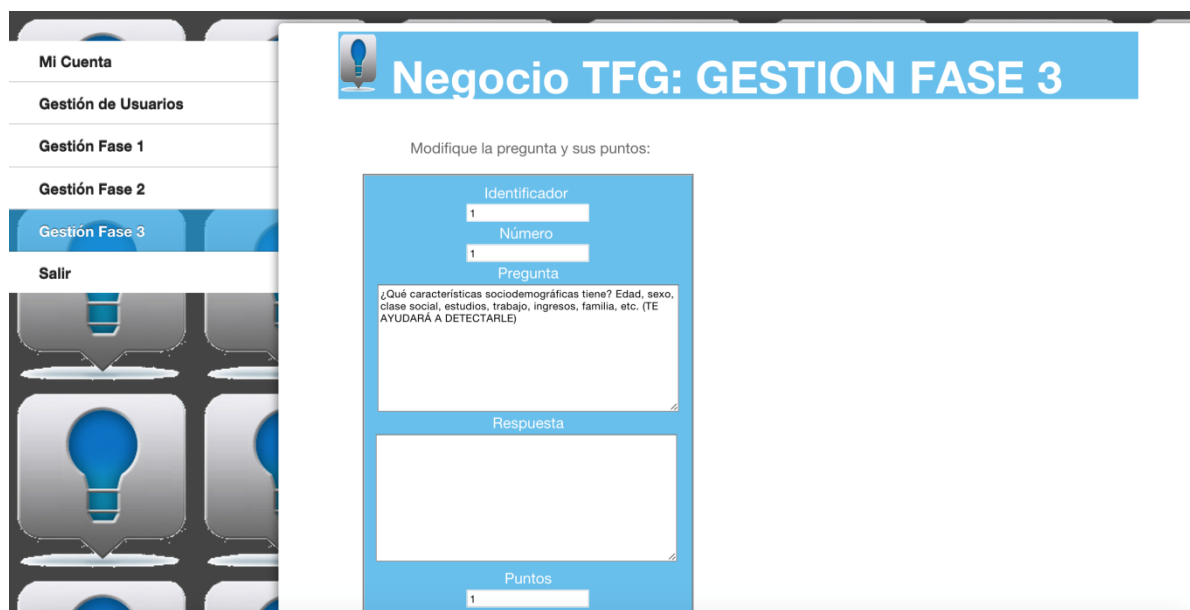 Mi Cuenta
Gestión de Usuarios
Gestión Fase 1
Gestión Fase 2
Gestión Fase 3
Salir
Negocio TFG: GESTION FASE 3
Modifique la pregunta y sus puntos:
Identificador
1
Número
1
Pregunta
¿Qué características sociodemográficas tiene? Edad, sexo,
clase social, estudios, trabajo, ingresos, familia, etc. (TE
AYUDARÁ A DETECTARLE)
Respuesta
Puntos
1